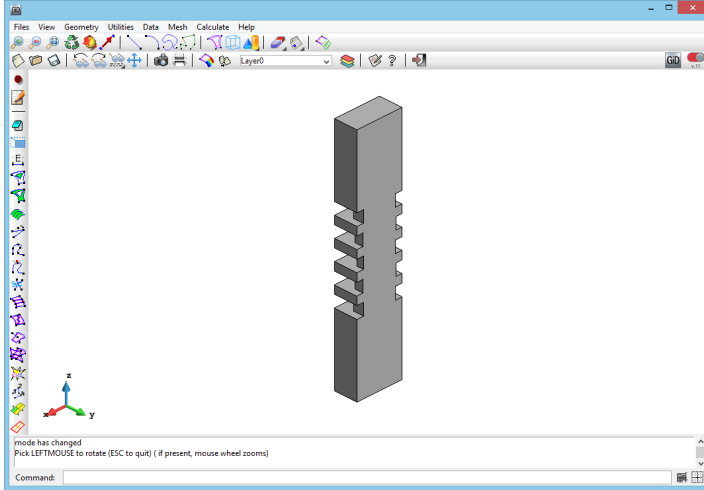 Files View Geometry Utilities Data Mesh Calculate Help
Layer0
GiD
E
z
x y
mode has changed
Pick LEFTMOUSE to rotate (ESC to quit) ( if present, mouse wheel zooms)
Command: